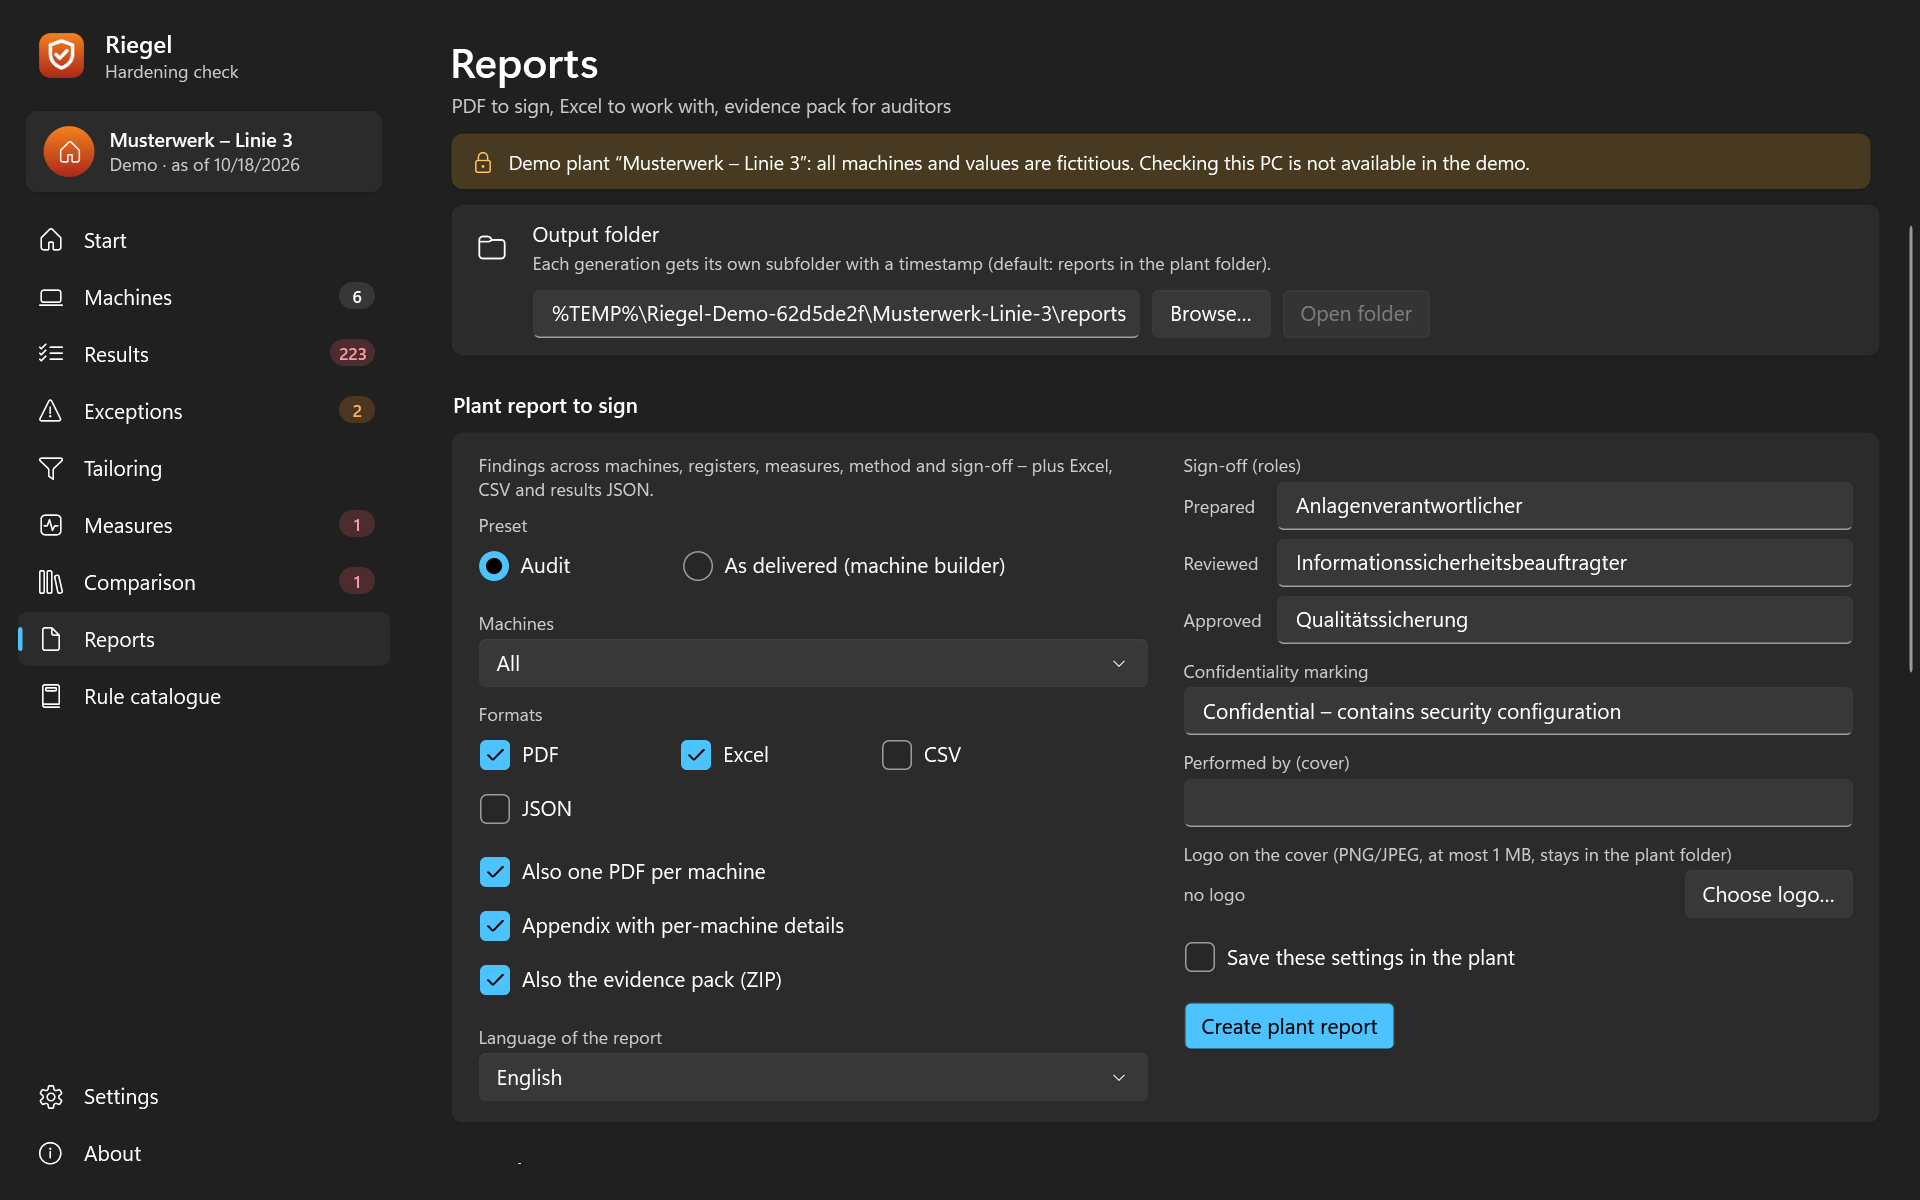 Riegel
Hardening check
Musterwerk – Linie 3
Demo · as of 10/18/2026
Start
Machines
6
Results
223
Exceptions
2
Tailoring
Measures
1
Comparison
1
Reports
Rule catalogue
Settings
About
Reports
PDF to sign, Excel to work with, evidence pack for auditors
Demo plant “Musterwerk – Linie 3”: all machines and values are fictitious. Checking this PC is not available in the demo.
Output folder
Each generation gets its own subfolder with a timestamp (default: reports in the plant folder).
%TEMP%\Riegel-Demo-62d5de2f\Musterwerk-Linie-3\reports
Browse...
Open folder
Plant report to sign
Findings across machines, registers, measures, method and sign-off – plus Excel,
CSV and results JSON.
Preset
Audit
As delivered (machine builder)
Machines
All
Formats
PDF
Excel
CSV
JSON
Also one PDF per machine
Appendix with per-machine details
Also the evidence pack (ZIP)
Language of the report
English
Sign-off (roles)
Prepared
Anlagenverantwortlicher
Reviewed
Informationssicherheitsbeauftragter
Approved
Qualitätssicherung
Confidentiality marking
Confidential – contains security configuration
Performed by (cover)
Logo on the cover (PNG/JPEG, at most 1 MB, stays in the plant folder)
no logo
Choose logo...
Save these settings in the plant
Create plant report